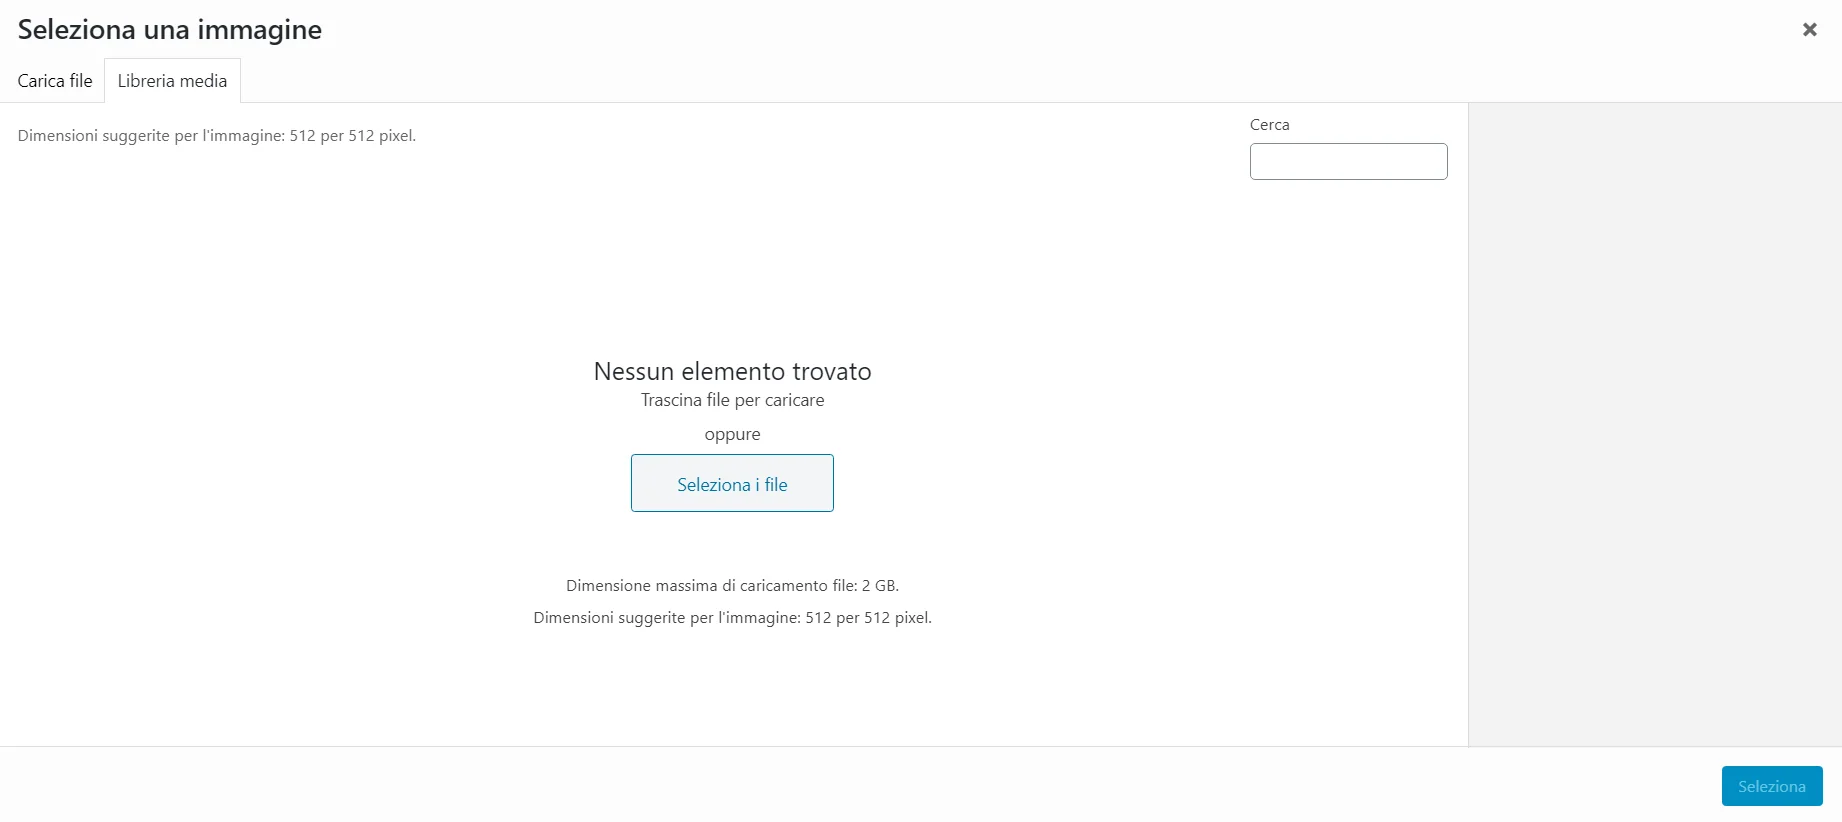 Seleziona una immagine
Carica file
Libreria media
Dimensioni suggerite per l'immagine: 512 per 512 pixel.
Cerca
Nessun elemento trovato
Trascina file per caricare
oppure
Seleziona i file
Dimensione massima di caricamento file: 2 GB.
Dimensioni suggerite per l'immagine: 512 per 512 pixel.
Seleziona